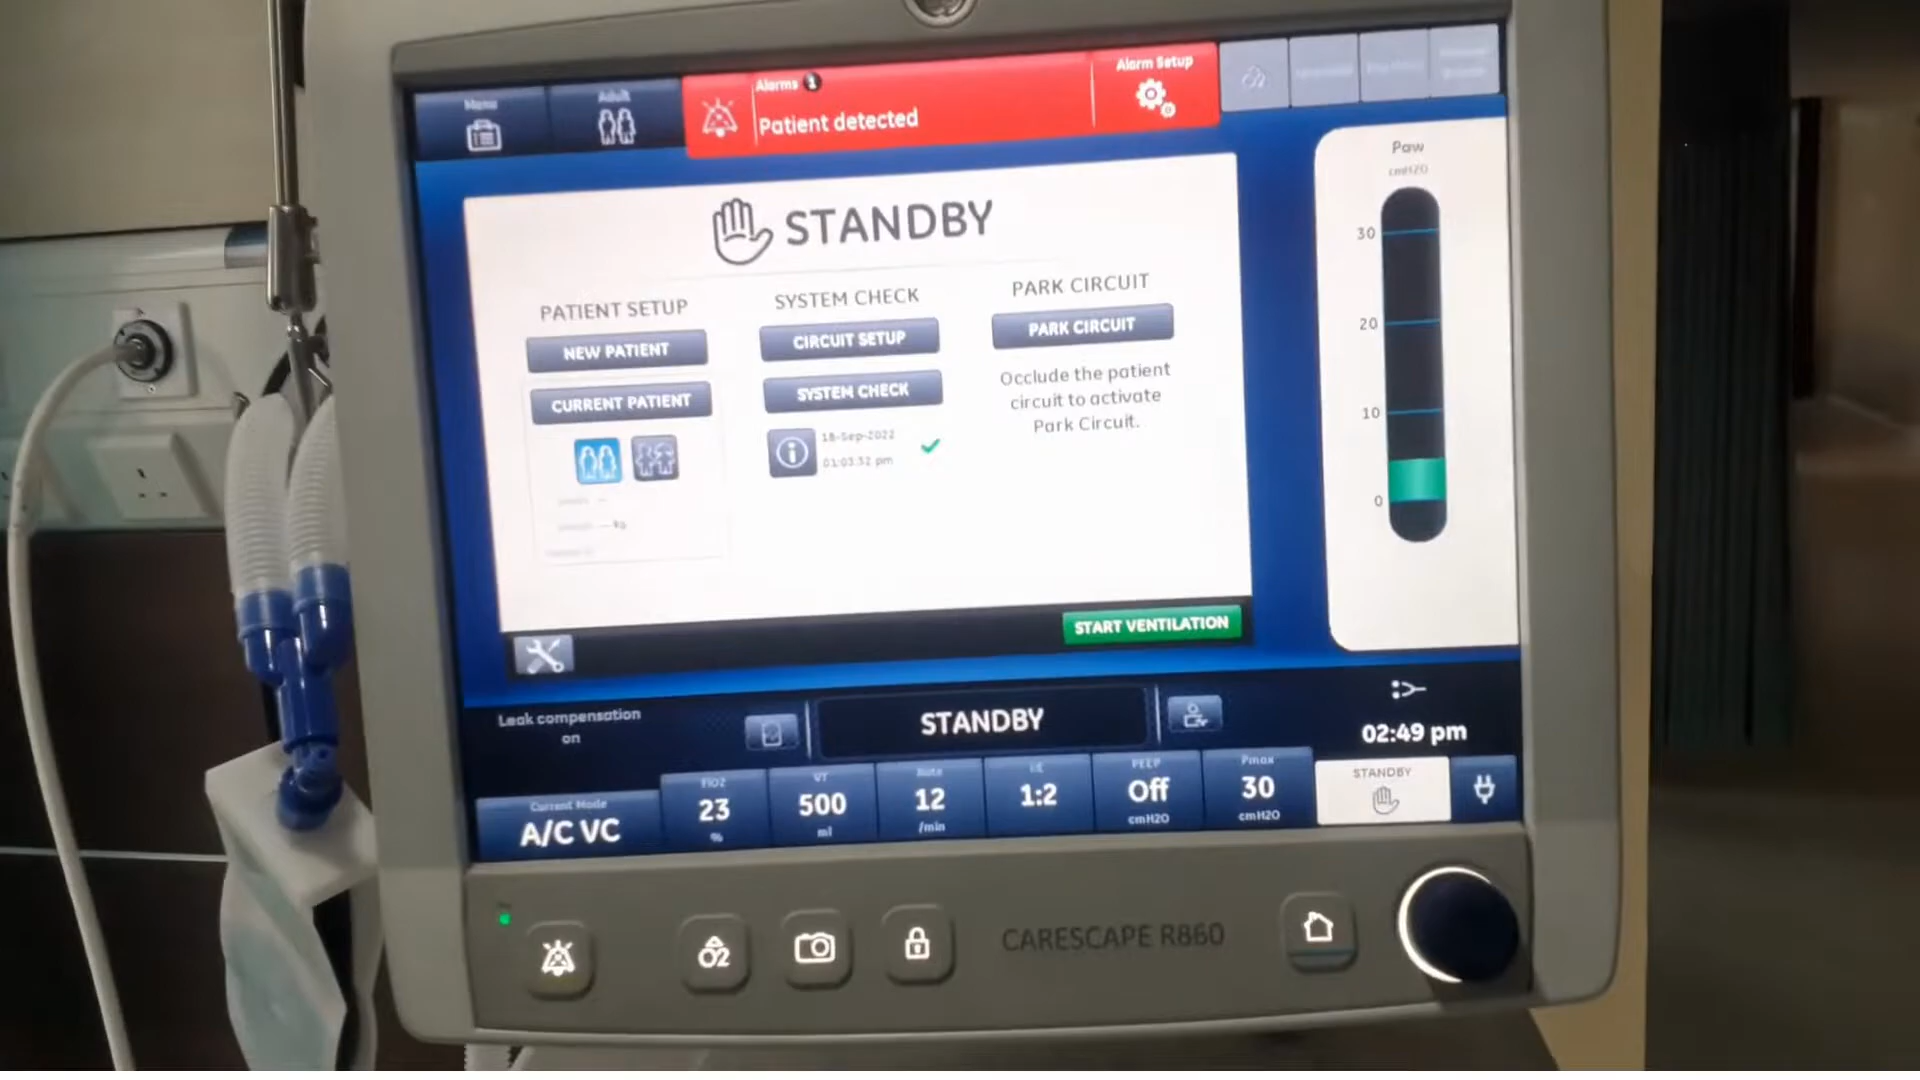 Menu
Adult
Alarms 1
Patient detected
Alarm Setup
Paw
cmH2O
30
20
10
0
STANDBY
PATIENT SETUP
NEW PATIENT
CURRENT PATIENT
SYSTEM CHECK
CIRCUIT SETUP
SYSTEM CHECK
18-Sep-2022
01:03:32 pm
PARK CIRCUIT
PARK CIRCUIT
Occlude the patient
circuit to activate
Park Circuit.
START VENTILATION
Leak compensation
on
STANDBY
02:49 pm
Current Mode
A/C VC
FiO2
23
%
VT
500
ml
Rate
12
/min
I:E
1:2
PEEP
Off
cmH2O
Pmax
30
cmH2O
STANDBY
O2
CARESCAPE R860